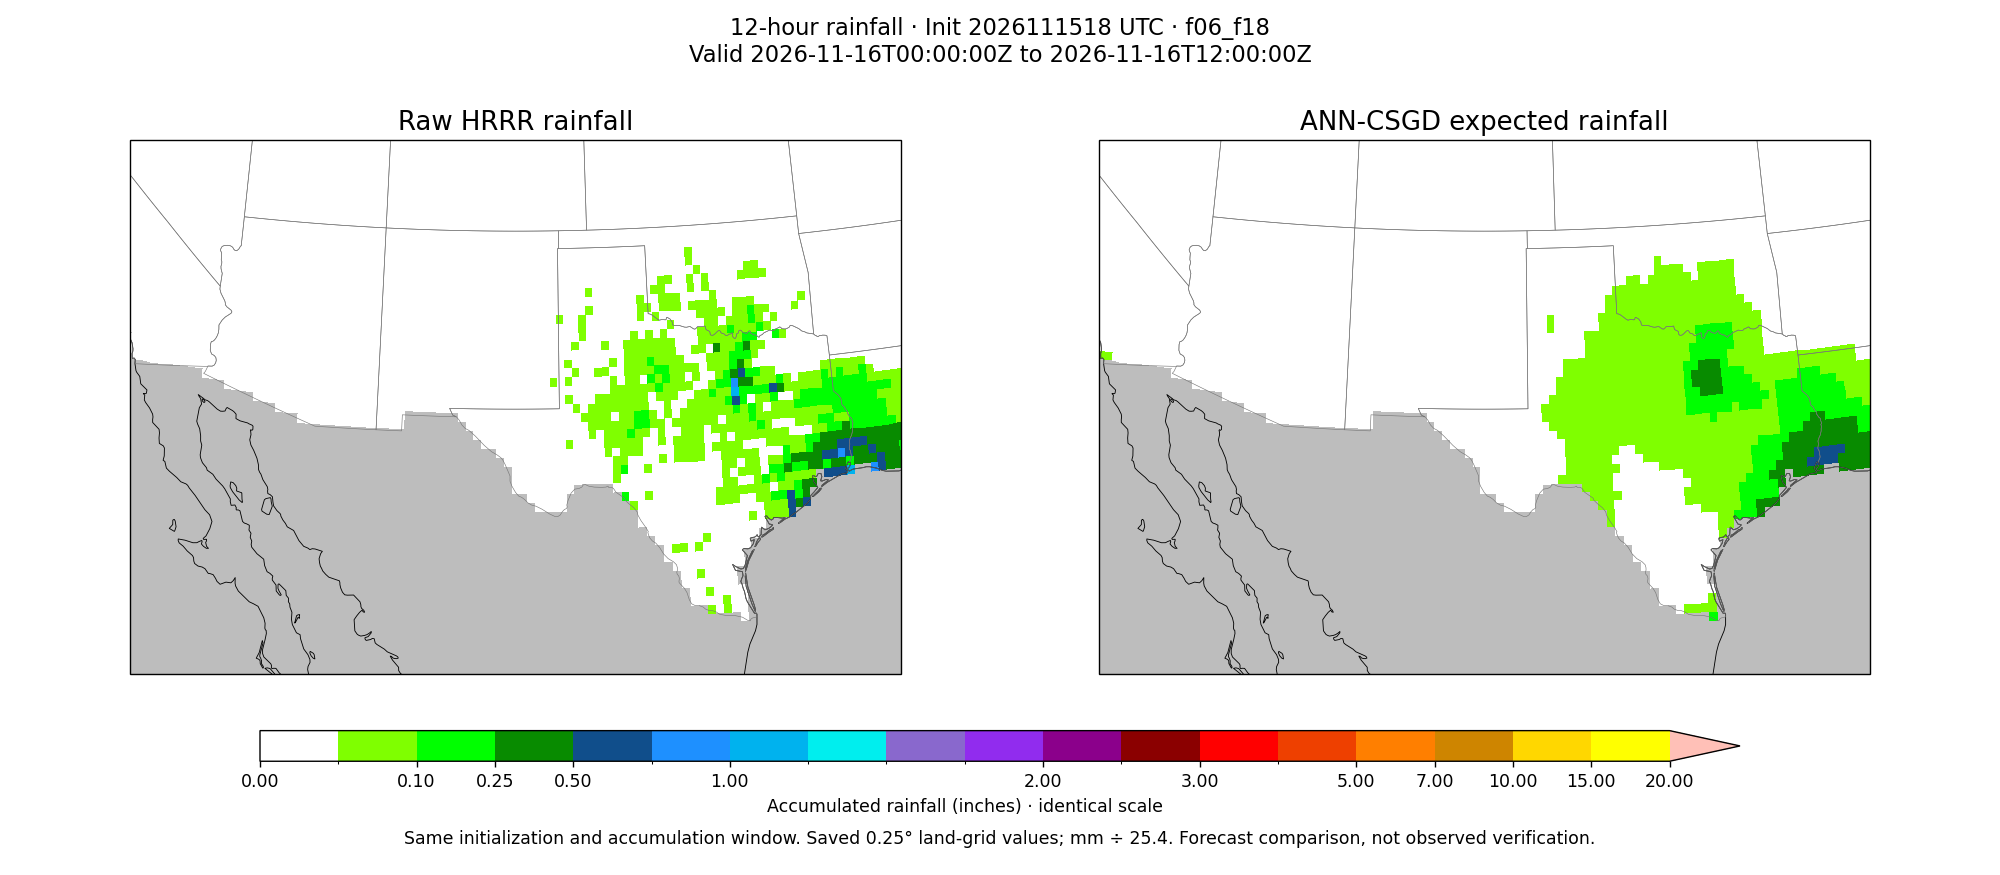 12-hour rainfall · Init 2026111518 UTC · f06_f18
Valid 2026-11-16T00:00:00Z to 2026-11-16T12:00:00Z
Raw HRRR rainfall
ANN-CSGD expected rainfall
0.00 0.10 0.25 0.50 1.00 2.00 3.00 5.00 7.00 10.00 15.00 20.00
Accumulated rainfall (inches) · identical scale
Same initialization and accumulation window. Saved 0.25° land-grid values; mm ÷ 25.4. Forecast comparison, not observed verification.